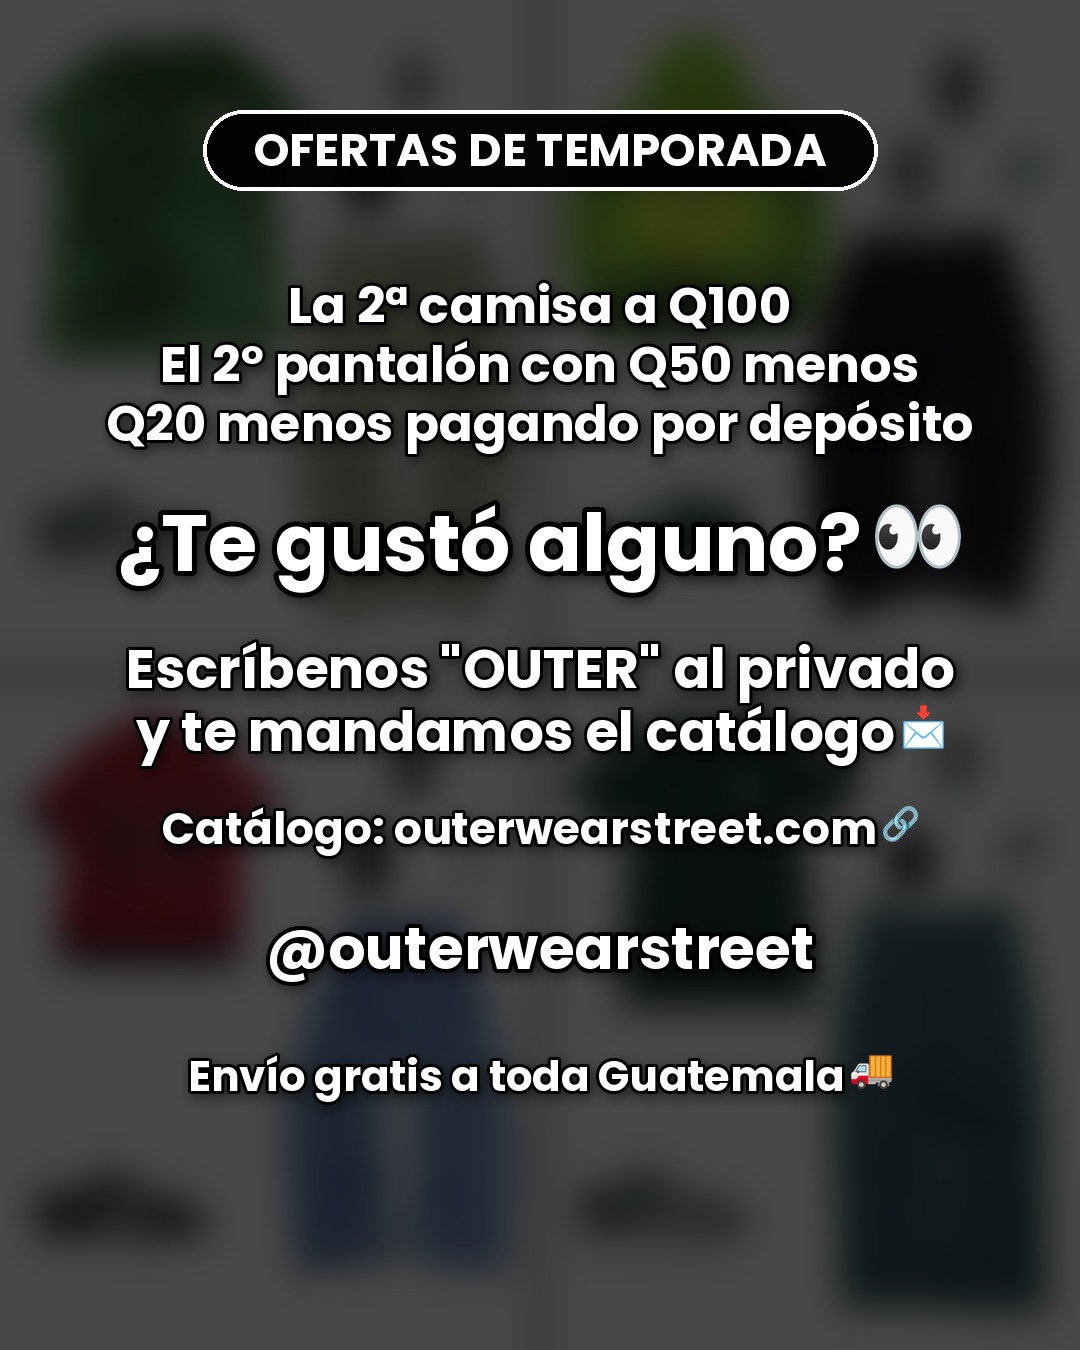 OFERTAS DE TEMPORADA
La 2ª camisa a Q100
El 2º pantalón con Q50 menos
Q20 menos pagando por depósito
¿Te gustó alguno? 👀
Escríbenos "OUTER" al privado
y te mandamos el catálogo 📩
Catálogo: outerwearstreet.com 🔗
@outerwearstreet
Envío gratis a toda Guatemala 🚚